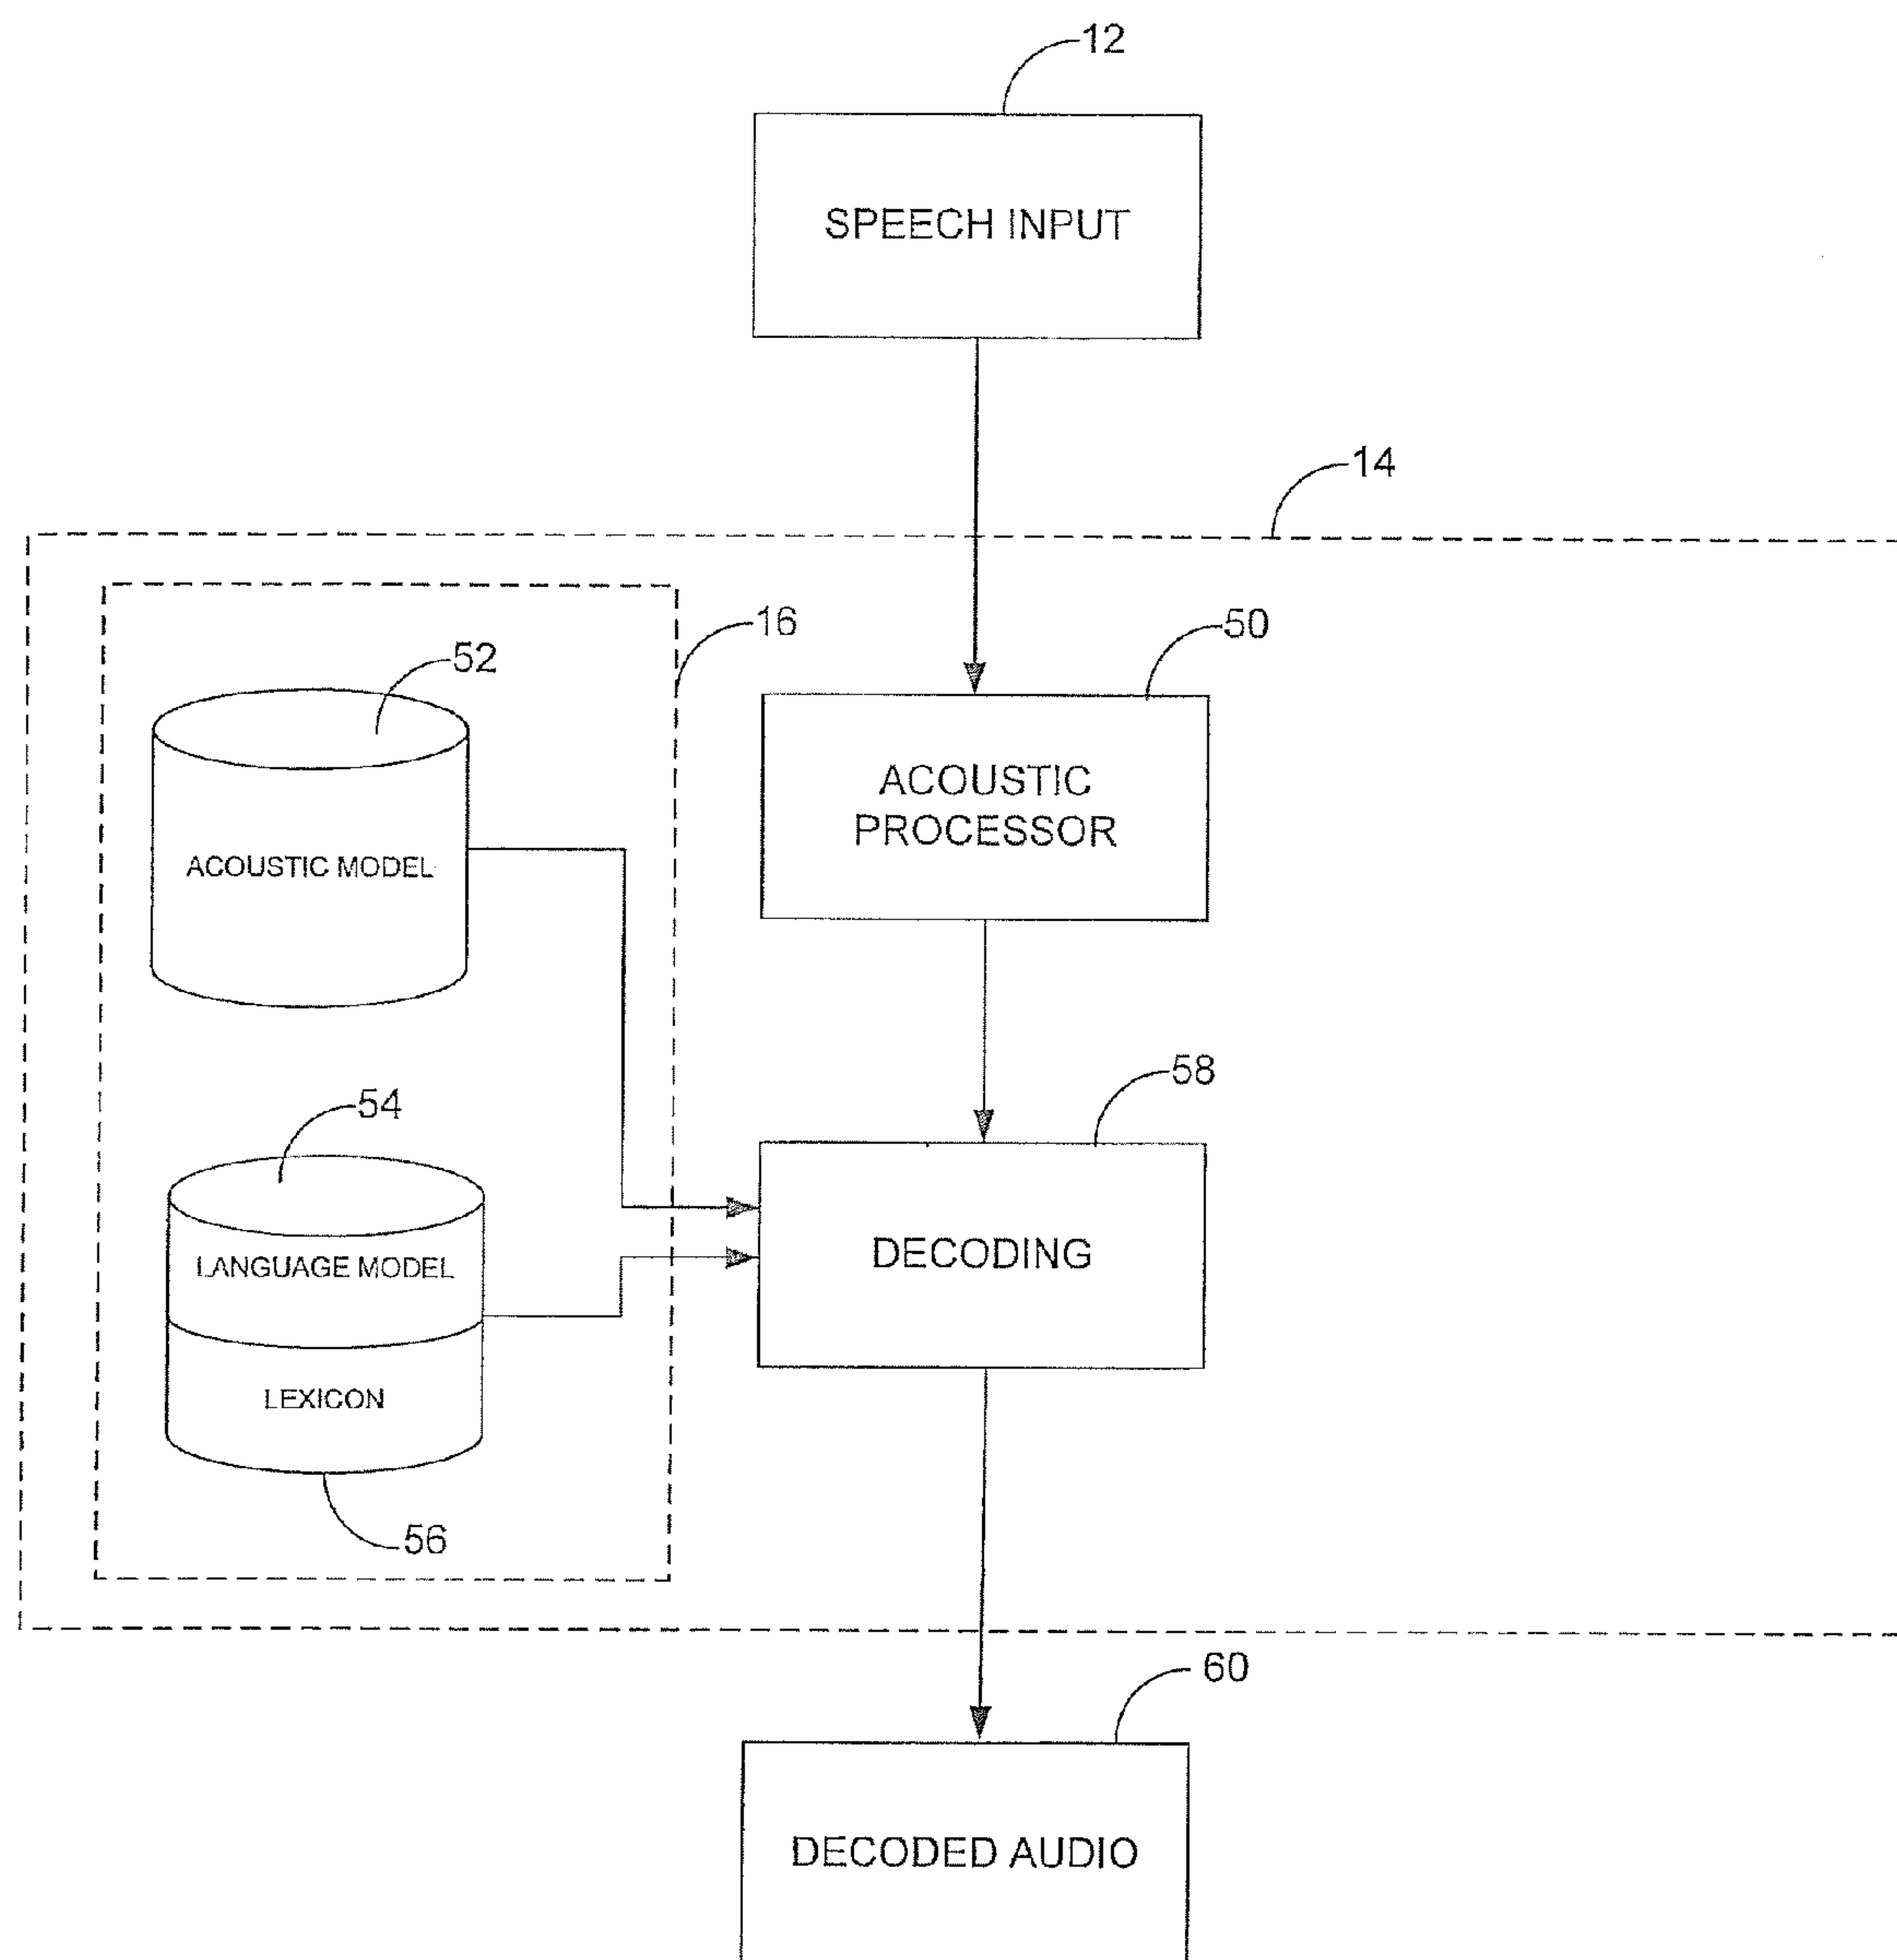 12
SPEECH INPUT
14
16
50
52
ACOUSTIC
PROCESSOR
ACOUSTIC MODEL
58
54
DECODING
LANGUAGE MODEL
LEXICON
56
60
DECODED AUDIO